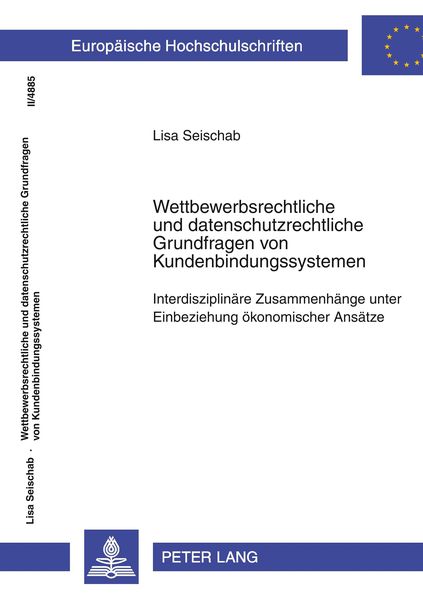 Europäische Hochschulschriften
Lisa Seischab
Wettbewerbsrechtliche
und datenschutzrechtliche
Grundfragen von
Kundenbindungssystemen
Interdisziplinäre Zusammenhänge unter
Einbeziehung ökonomischer Ansätze
PETER LANG
Lisa Seischab · Wettbewerbsrechtliche und datenschutzrechtliche Grundfragen II/4885
von Kundenbindungssystemen